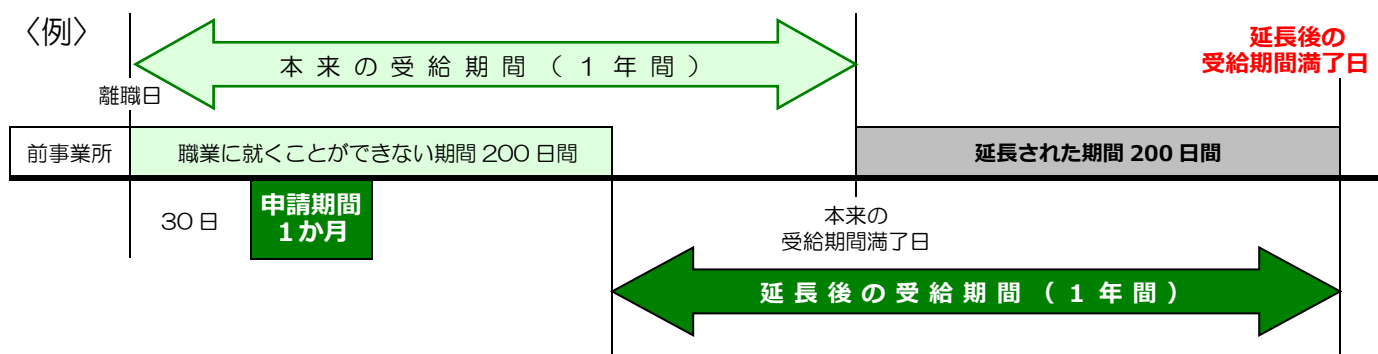 〈例〉
本来の受給期間（１年間）
延長後の
受給期間満了日
離職日
前事業所
職業に就くことができない期間 200 日間
延長された期間 200 日間
30 日
申請期間
１か月
本来の
受給期間満了日
延長後の受給期間（１年間）